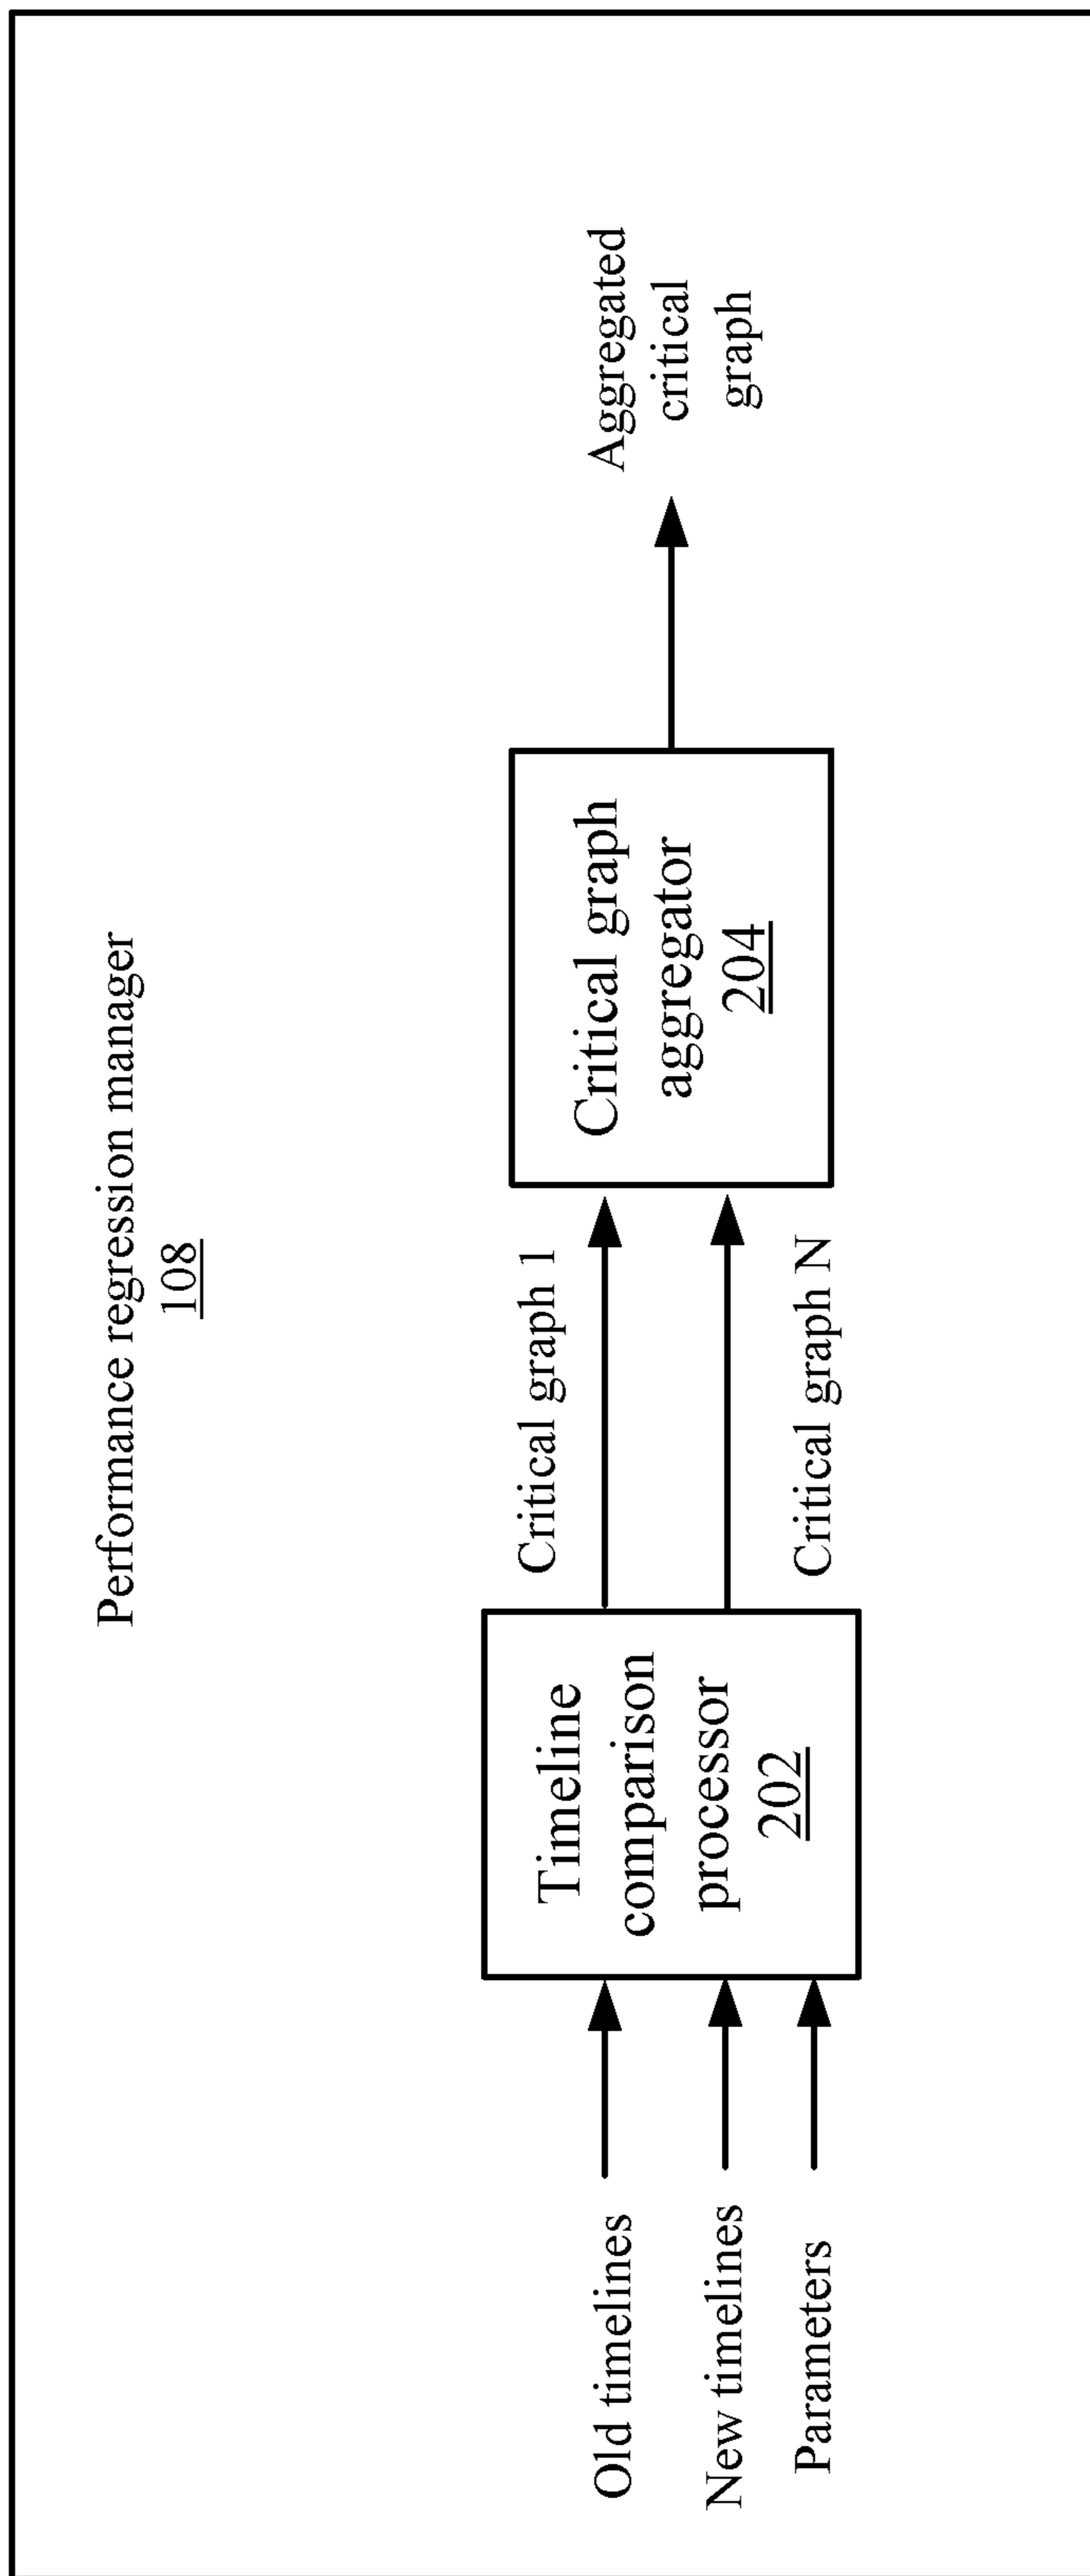 Performance regression manager
108
Old timelines
New timelines
Parameters
Timeline
comparison
processor
202
Critical graph 1
Critical graph N
Critical graph
aggregator
204
Aggregated
critical
graph